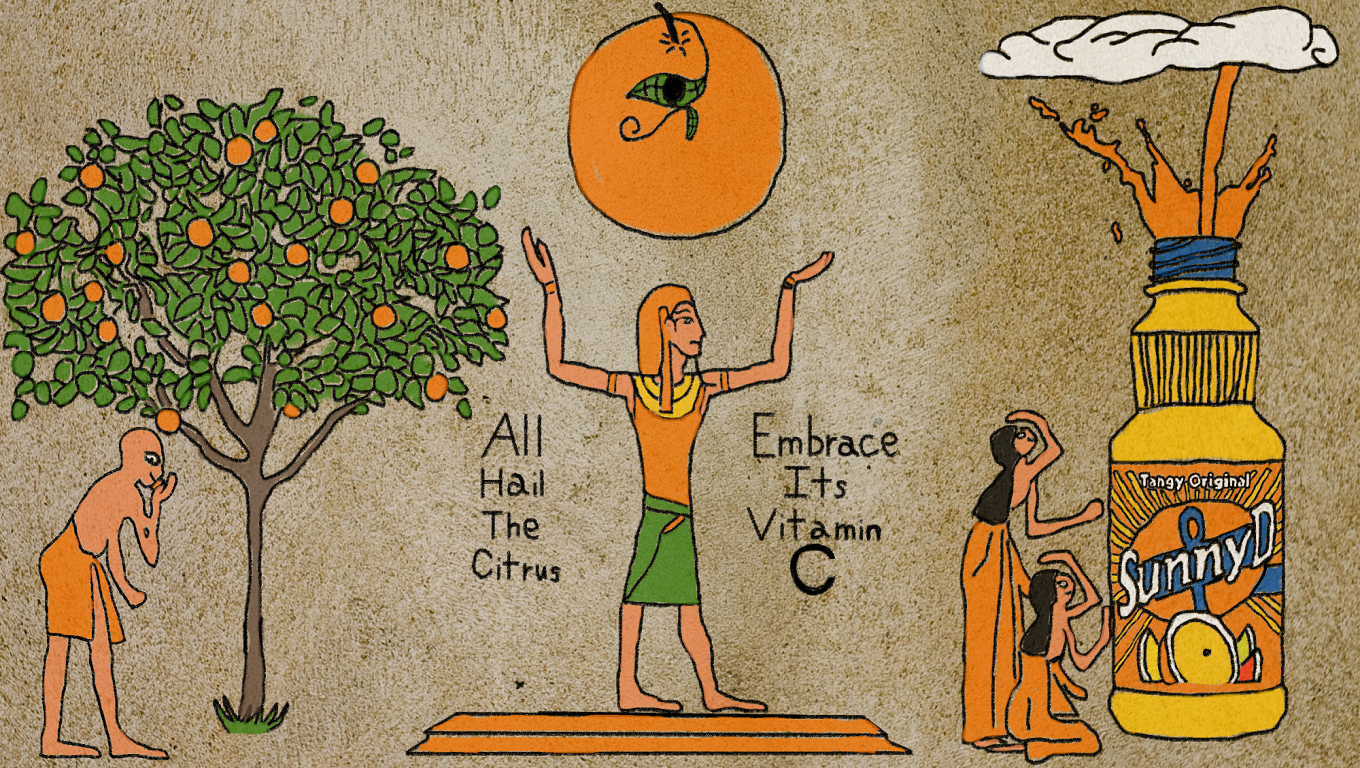 All
Hail
The
Citrus
Embrace
Its
Vitamin
C
Tangy Original
SunnyD